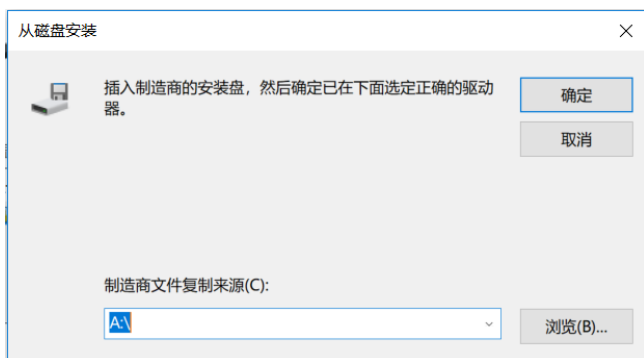 从磁盘安装
插入制造商的安装盘，然后确定已在下面选定正确的驱动
器。
确定
取消
制造商文件复制来源(C):
A:\
浏览(B)...